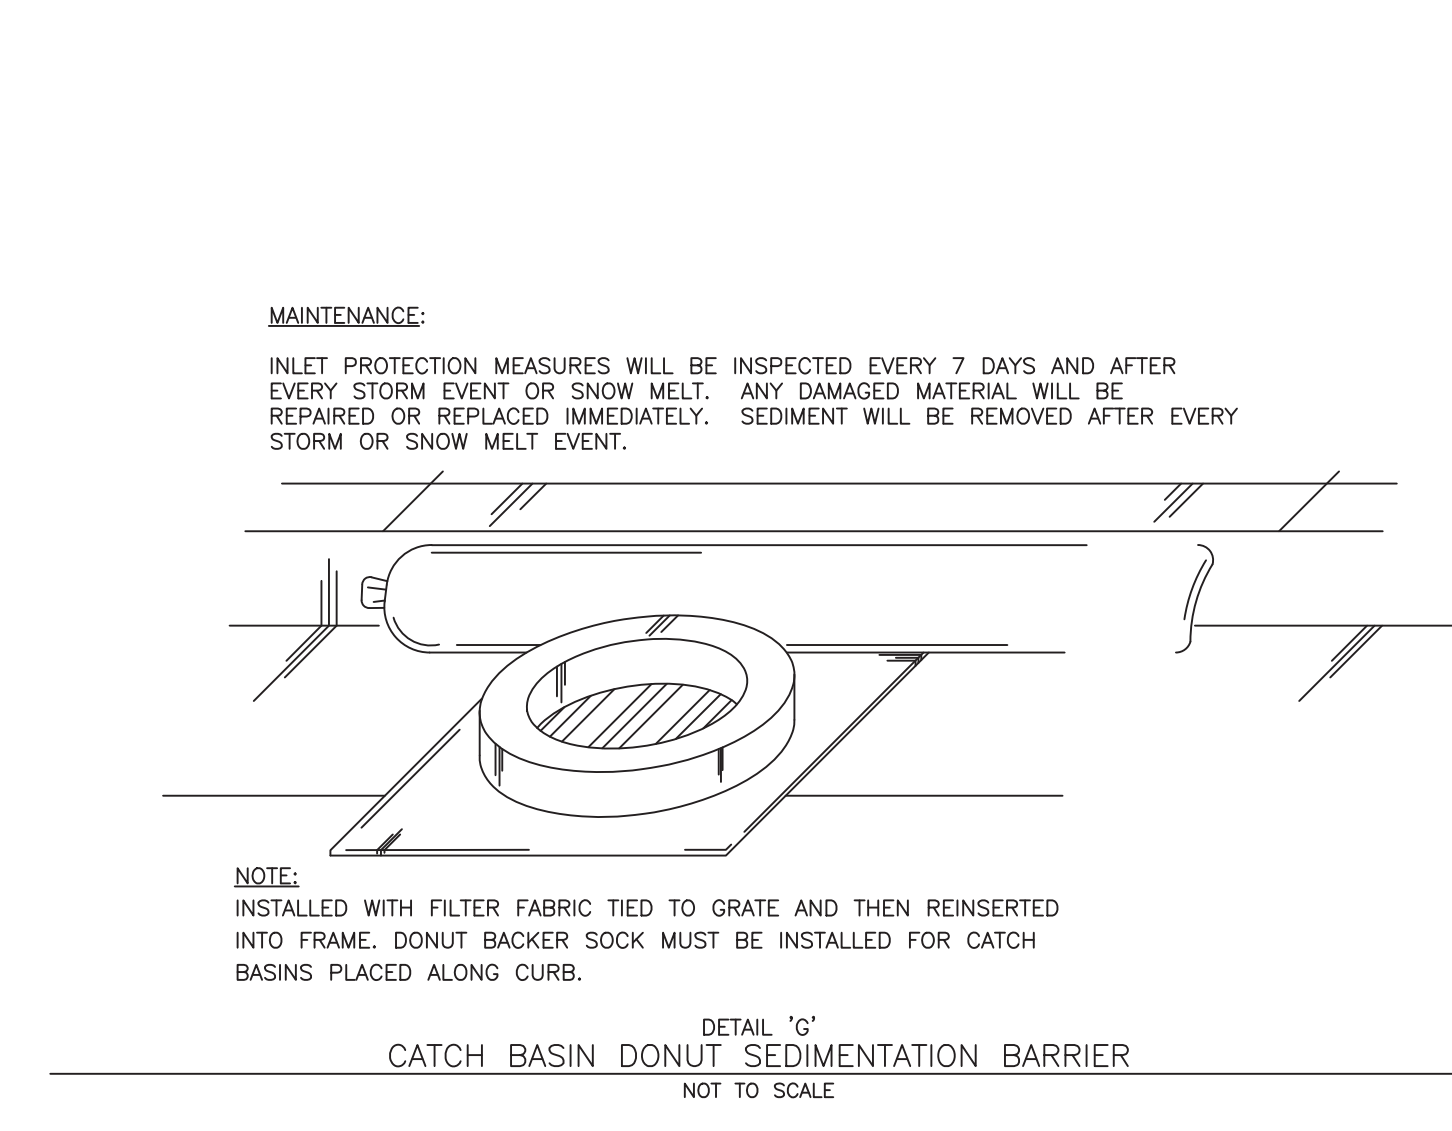 MAINTENANCE:
INLET PROTECTION MEASURES WILL BE INSPECTED EVERY 7 DAYS AND AFTER
EVERY STORM EVENT OR SNOW MELT. ANY DAMAGED MATERIAL WILL BE
REPAIRED OR REPLACED IMMEDIATELY. SEDIMENT WILL BE REMOVED AFTER EVERY
STORM OR SNOW MELT EVENT.
NOTE:
INSTALLED WITH FILTER FABRIC TIED TO GRATE AND THEN REINSERTED
INTO FRAME. DONUT BACKER SOCK MUST BE INSTALLED FOR CATCH
BASINS PLACED ALONG CURB.
DETAIL 'G'
CATCH BASIN DONUT SEDIMENTATION BARRIER
NOT TO SCALE